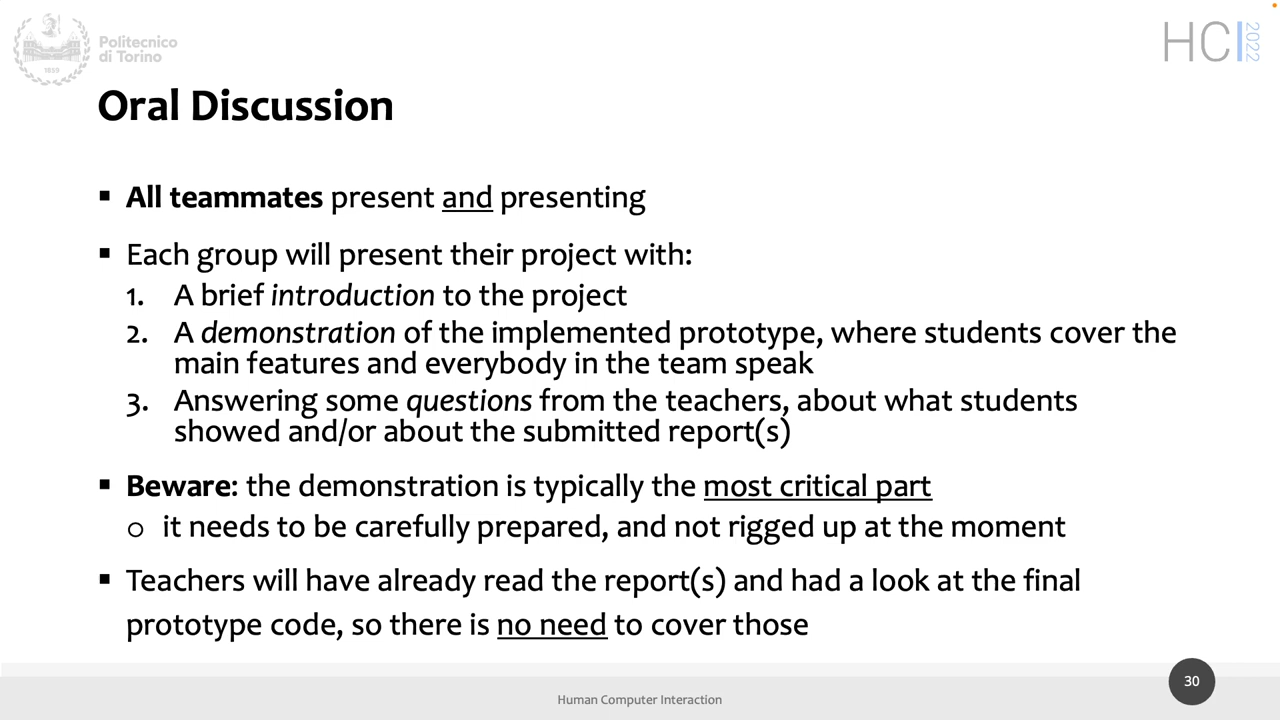 Politecnico
di Torino
1859
HCI 2022
Oral Discussion
▪ All teammates present and presenting
▪ Each group will present their project with:
1. A brief introduction to the project
2. A demonstration of the implemented prototype, where students cover the
main features and everybody in the team speak
3. Answering some questions from the teachers, about what students
showed and/or about the submitted report(s)
▪ Beware: the demonstration is typically the most critical part
o it needs to be carefully prepared, and not rigged up at the moment
▪ Teachers will have already read the report(s) and had a look at the final
prototype code, so there is no need to cover those
Human Computer Interaction
30